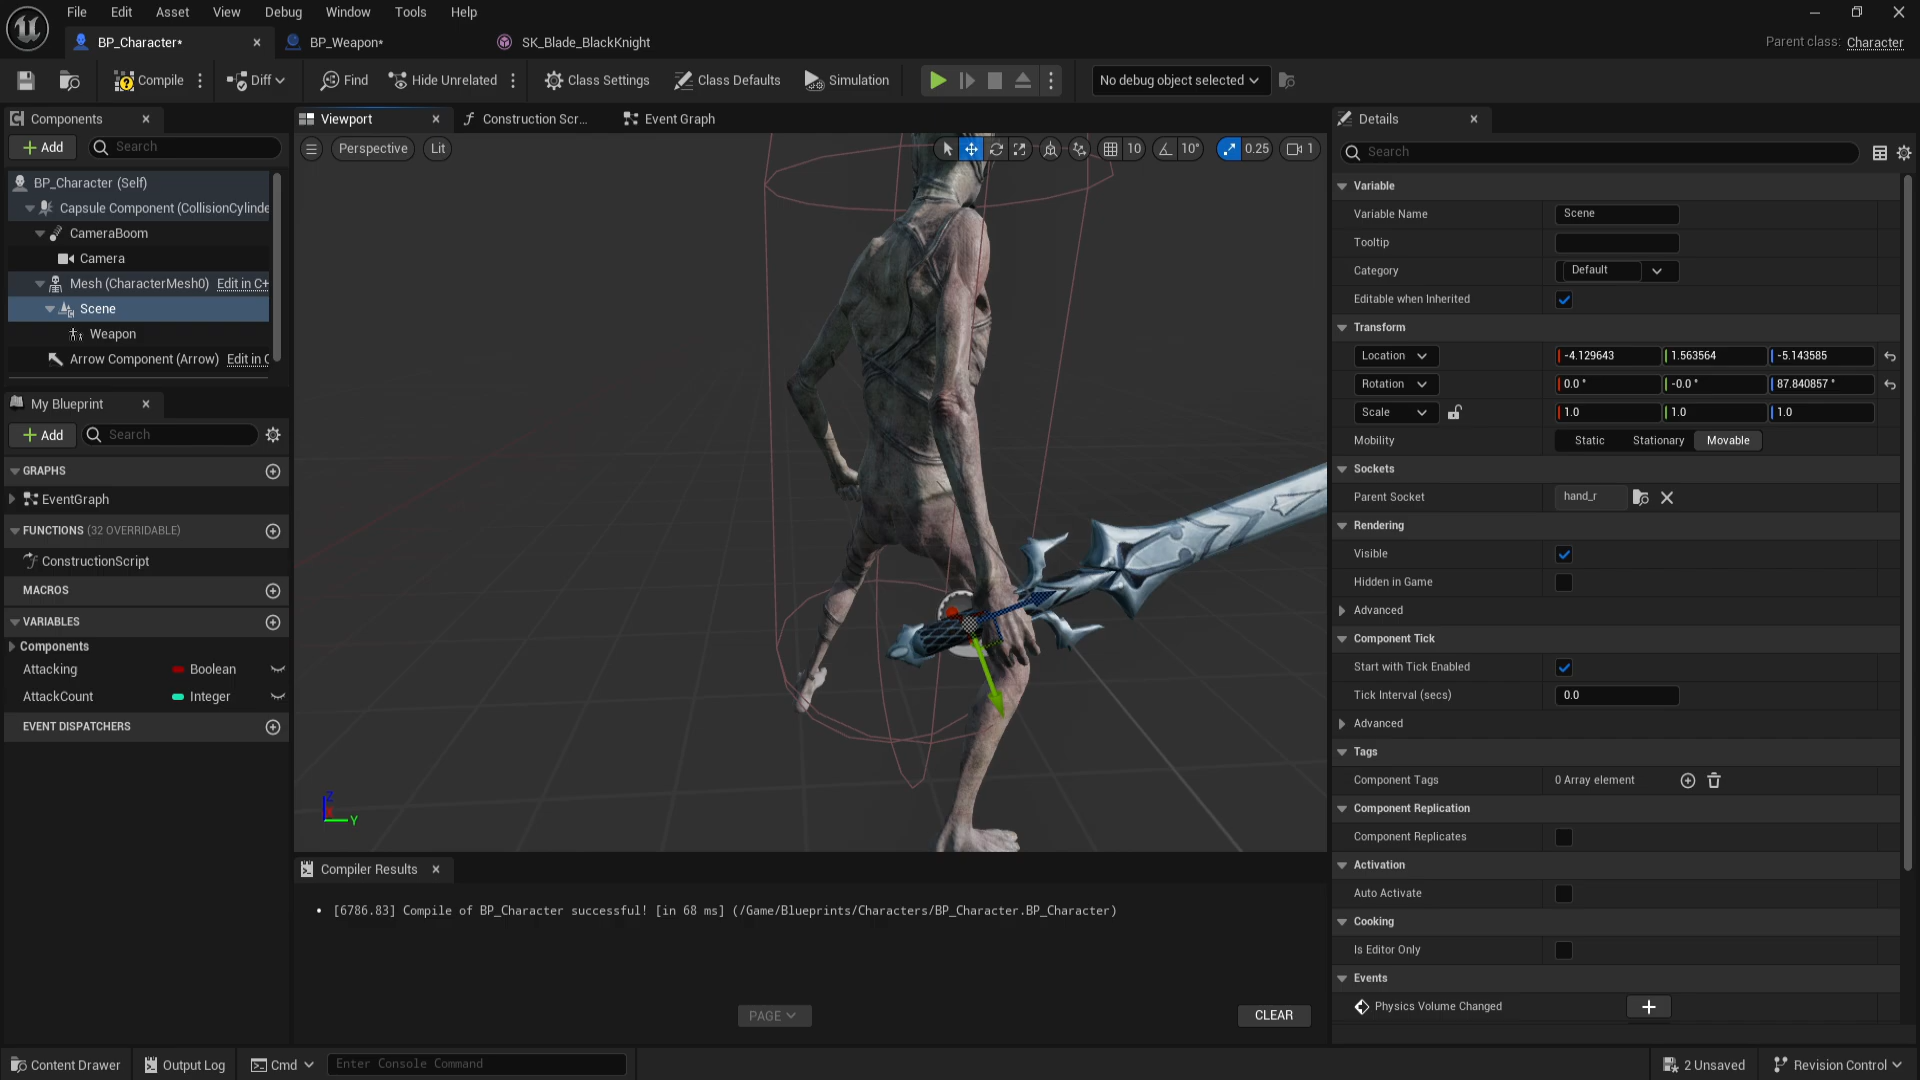 File Edit Asset View Debug Window Tools Help
BP_Character* BP_Weapon* SK_Blade_BlackKnight
Parent class: Character
Compile Diff Find Hide Unrelated Class Settings Class Defaults Simulation No debug object selected
Components
Add Search
BP_Character (Self)
Capsule Component (CollisionCylinde
CameraBoom
Camera
Mesh (CharacterMesh0) Edit in C+
Scene
Weapon
Arrow Component (Arrow) Edit in C
My Blueprint
Add Search
GRAPHS
EventGraph
FUNCTIONS (32 OVERRIDABLE)
ConstructionScript
MACROS
VARIABLES
Components
Attacking Boolean
AttackCount Integer
EVENT DISPATCHERS
Viewport Construction Scr... Event Graph
Perspective Lit 10 10° 0.25 1
Z
X
Y
Compiler Results
• [6786.83] Compile of BP_Character successful! [in 68 ms] (/Game/Blueprints/Characters/BP_Character.BP_Character)
PAGE CLEAR
Details
Search
Variable
Variable Name Scene
Tooltip
Category Default
Editable when Inherited
Transform
Location -4.129643 1.563564 -5.143585
Rotation 0.0 ° -0.0 ° 87.840857 °
Scale 1.0 1.0 1.0
Mobility Static Stationary Movable
Sockets
Parent Socket hand_r
Rendering
Visible
Hidden in Game
Advanced
Component Tick
Start with Tick Enabled
Tick Interval (secs) 0.0
Advanced
Tags
Component Tags 0 Array element
Component Replication
Component Replicates
Activation
Auto Activate
Cooking
Is Editor Only
Events
Physics Volume Changed
Content Drawer Output Log Cmd Enter Console Command 2 Unsaved Revision Control